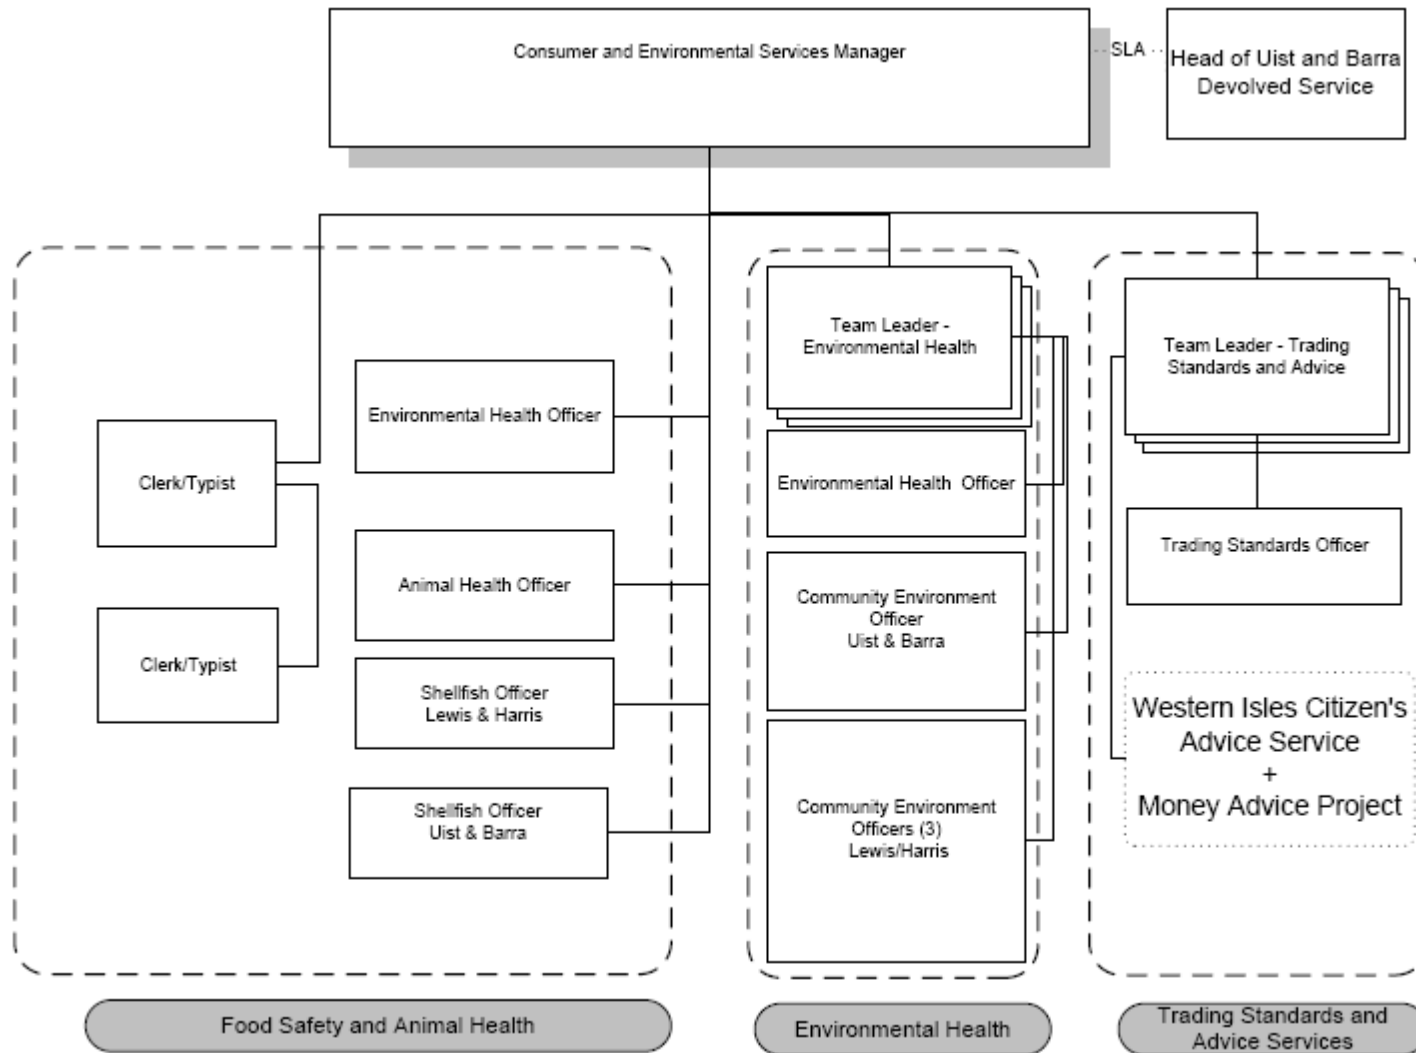 Consumer and Environmental Services Manager
SLA
Head of Uist and Barra
Devolved Service
Clerk/Typist
Clerk/Typist
Environmental Health Officer
Animal Health Officer
Shellfish Officer
Lewis & Harris
Shellfish Officer
Uist & Barra
Team Leader -
Environmental Health
Environmental Health Officer
Community Environment
Officer
Uist & Barra
Community Environment
Officers (3)
Lewis/Harris
Team Leader - Trading
Standards and Advice
Trading Standards Officer
Western Isles Citizen's
Advice Service
+
Money Advice Project
Food Safety and Animal Health
Environmental Health
Trading Standards and
Advice Services